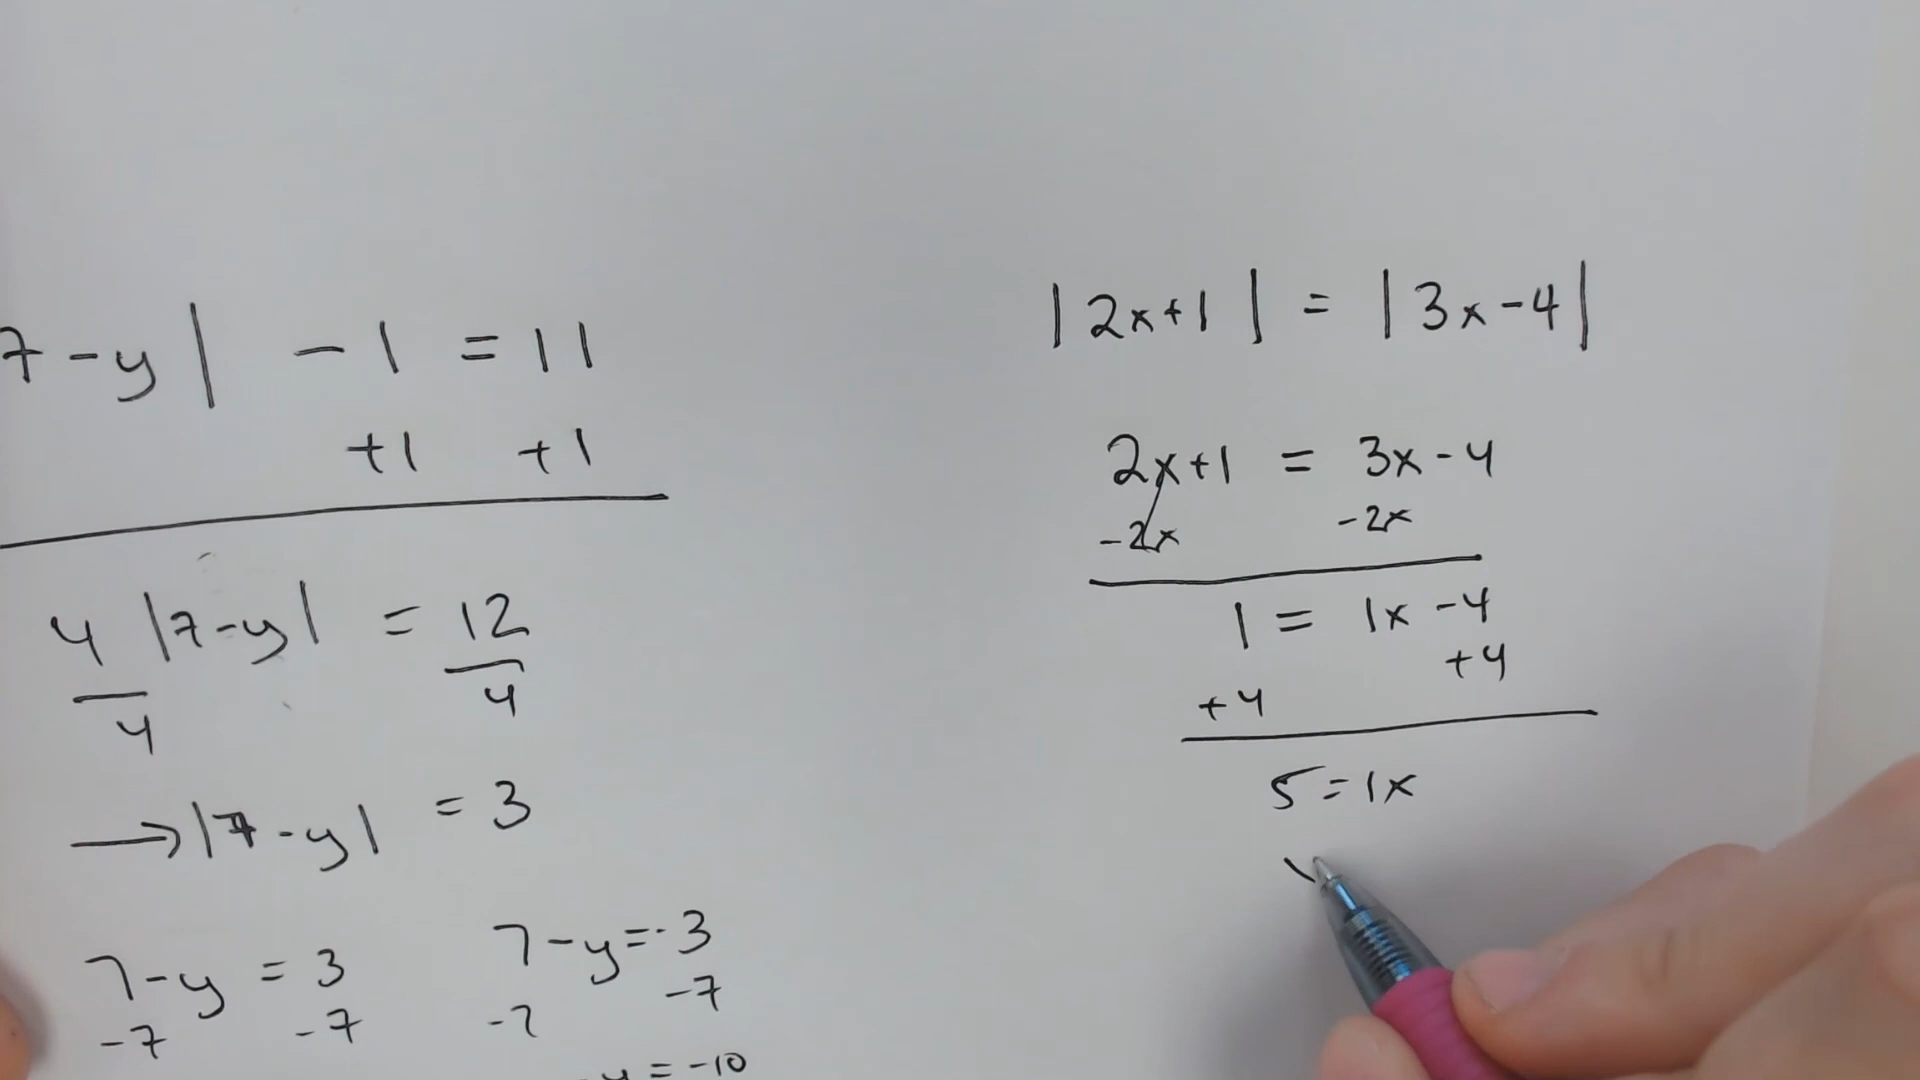 7 - y | - 1 = 11
+1 +1
4 |7-y| = 12
4 4
→ |7-y| = 3
7-y = 3 7-y=-3
-7 -7 -7 -7
y = -10
|2x+1| = |3x-4|
2x+1 = 3x-4
-2x -2x
1 = 1x -4
+4 +4
5=1x